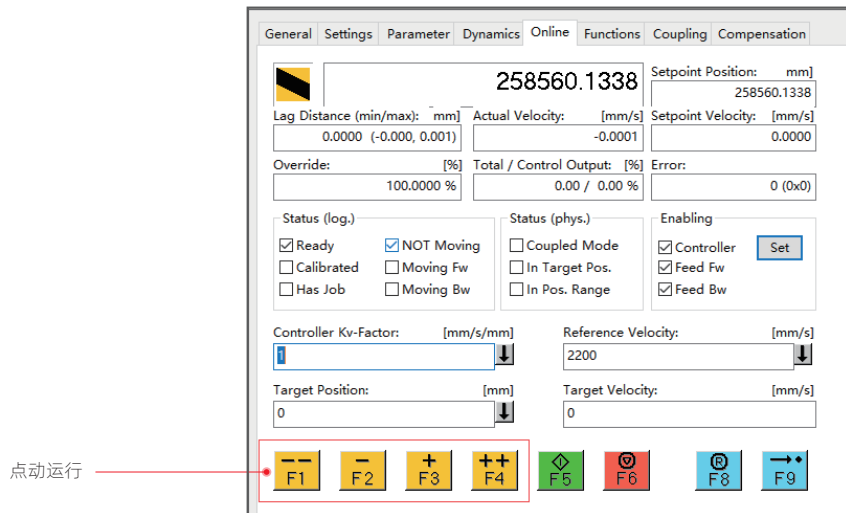 General Settings Parameter Dynamics Online Functions Coupling Compensation
258560.1338
Setpoint Position: mm]
258560.1338
Lag Distance (min/max): mm] Actual Velocity: [mm/s] Setpoint Velocity: [mm/s]
0.0000 (-0.000, 0.001) -0.0001 0.0000
Override: [%] Total / Control Output: [%] Error:
100.0000 % 0.00 / 0.00 % 0 (0x0)
Status (log.) Status (phys.) Enabling
Ready NOT Moving Coupled Mode Controller Set
Calibrated Moving Fw In Target Pos. Feed Fw
Has Job Moving Bw In Pos. Range Feed Bw
Controller Kv-Factor: [mm/s/mm] Reference Velocity: [mm/s]
1 2200
Target Position: [mm] Target Velocity: [mm/s]
0 0
点动运行
-- - + ++ R
F1 F2 F3 F4 F5 F6 F8 F9